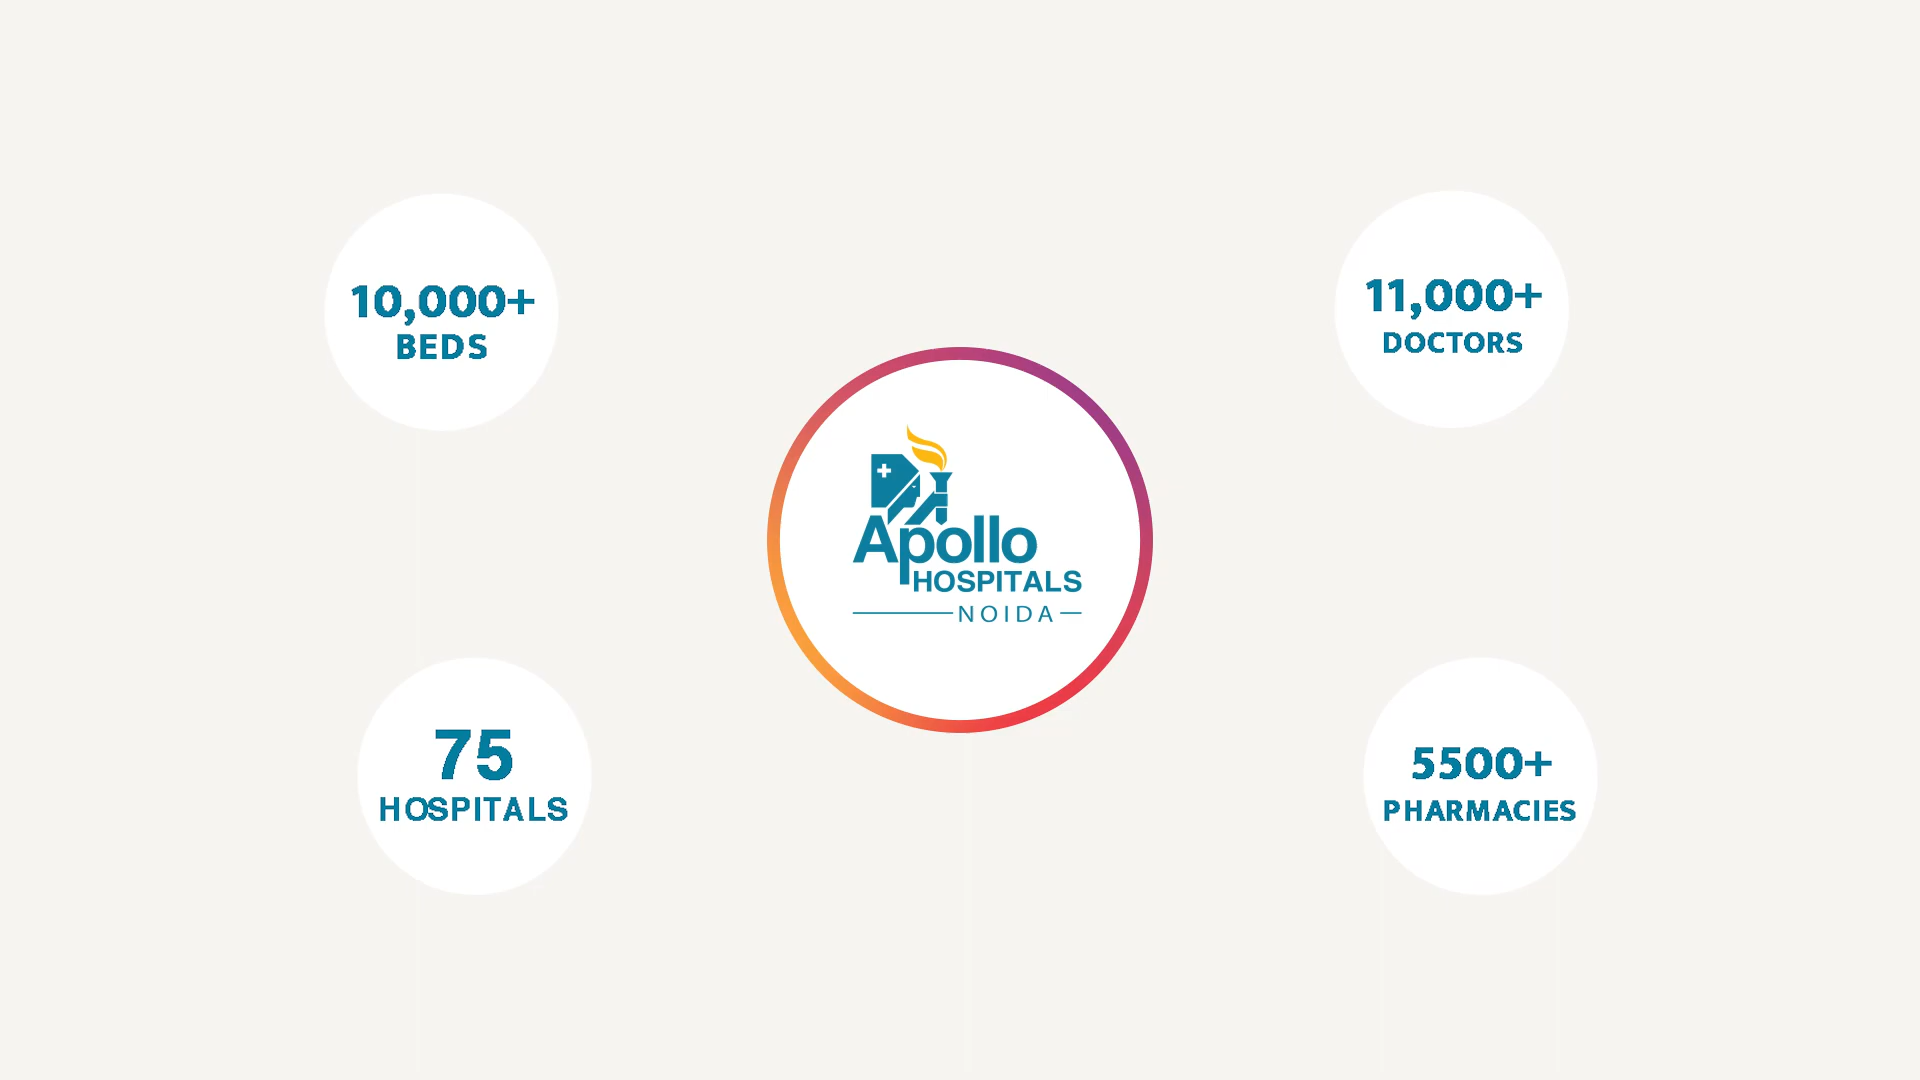 10,000+
BEDS
11,000+
DOCTORS
Apollo
HOSPITALS
NOIDA
75
HOSPITALS
5500+
PHARMACIES